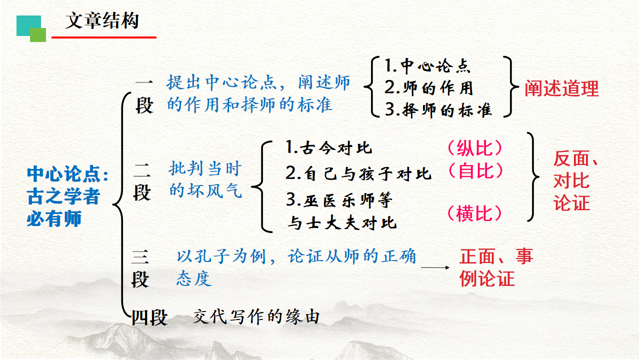 文章结构
中心论点：
古之学者
必有师
一
段
提出中心论点，阐述师
的作用和择师的标准
1.中心论点
2.师的作用
3.择师的标准
阐述道理
二
段
批判当时
的坏风气
1.古今对比
（纵比）
2.自己与孩子对比
（自比）
3.巫医乐师等
与士大夫对比
（横比）
反面、
对比
论证
三
段
以孔子为例，论证从师的正确
态度
正面、事
例论证
四段
交代写作的缘由